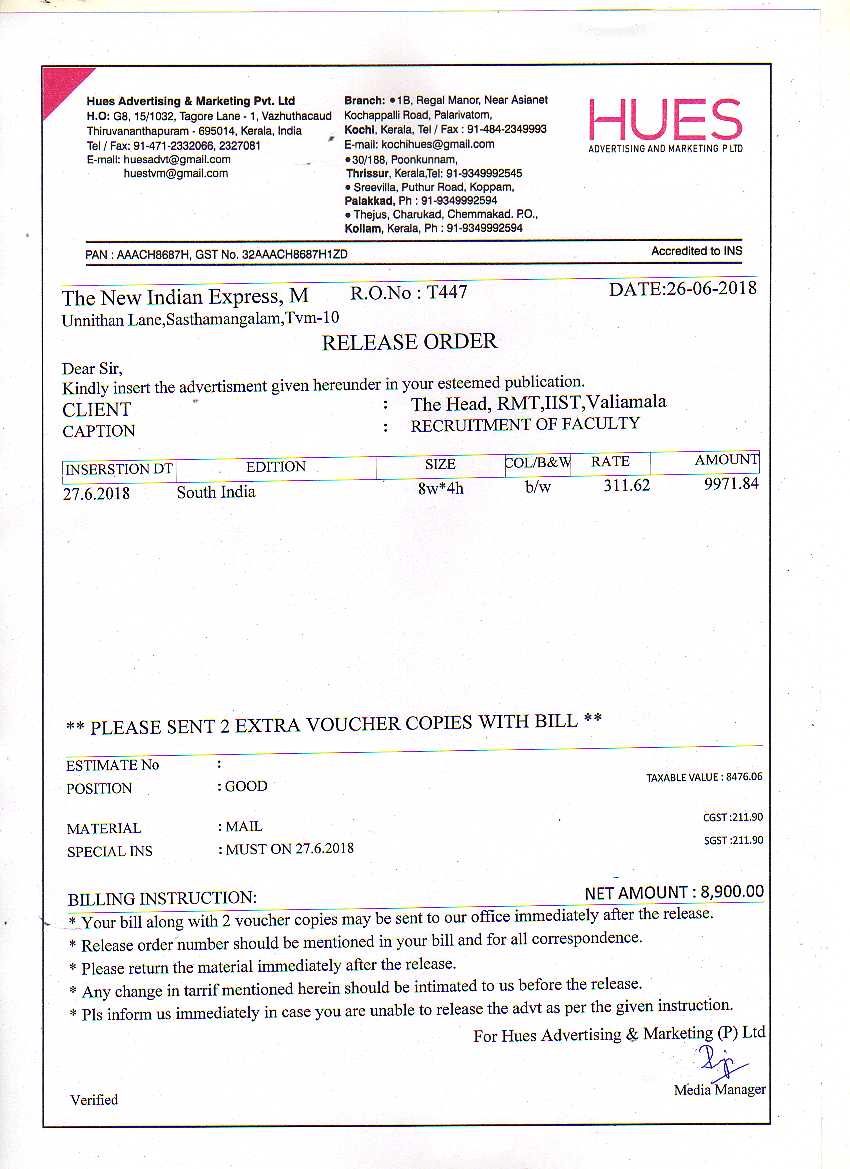 Hues Advertising & Marketing Pvt. Ltd
H.O: G8, 15/1032, Tagore Lane - 1, Vazhuthacaud
Thiruvananthapuram - 695014, Kerala, India
Tel / Fax: 91-471-2332066, 2327081
E-mail: huesadvt@gmail.com
huestvm@gmail.com
Branch: •1B, Regal Manor, Near Asianet
Kochappalli Road, Palarivatom,
Kochi, Kerala, Tel / Fax : 91-484-2349993
E-mail: kochihues@gmail.com
•30/188, Poonkunnam,
Thrissur, Kerala,Tel: 91-9349992545
• Sreevilla, Puthur Road, Koppam,
Palakkad, Ph : 91-9349992594
• Thejus, Charukad, Chemmakad. P.O.,
Kollam, Kerala, Ph : 91-9349992594
HUES
ADVERTISING AND MARKETING P LTD
PAN : AAACH8687H, GST No. 32AAACH8687H1ZD
Accredited to INS
The New Indian Express, M R.O.No : T447 DATE:26-06-2018
Unnithan Lane,Sasthamangalam,Tvm-10
RELEASE ORDER
Dear Sir,
Kindly insert the advertisment given hereunder in your esteemed publication.
CLIENT : The Head, RMT,IIST,Valiamala
CAPTION : RECRUITMENT OF FACULTY
INSERSTION DT EDITION SIZE COL/B&W RATE AMOUNT
27.6.2018 South India 8w*4h b/w 311.62 9971.84
** PLEASE SENT 2 EXTRA VOUCHER COPIES WITH BILL **
ESTIMATE No :
TAXABLE VALUE : 8476.06
POSITION : GOOD
CGST :211.90
MATERIAL : MAIL
SGST :211.90
SPECIAL INS : MUST ON 27.6.2018
BILLING INSTRUCTION: NET AMOUNT : 8,900.00
* Your bill along with 2 voucher copies may be sent to our office immediately after the release.
* Release order number should be mentioned in your bill and for all correspondence.
* Please return the material immediately after the release.
* Any change in tarrif mentioned herein should be intimated to us before the release.
* Pls inform us immediately in case you are unable to release the advt as per the given instruction.
For Hues Advertising & Marketing (P) Ltd
Media Manager
Verified